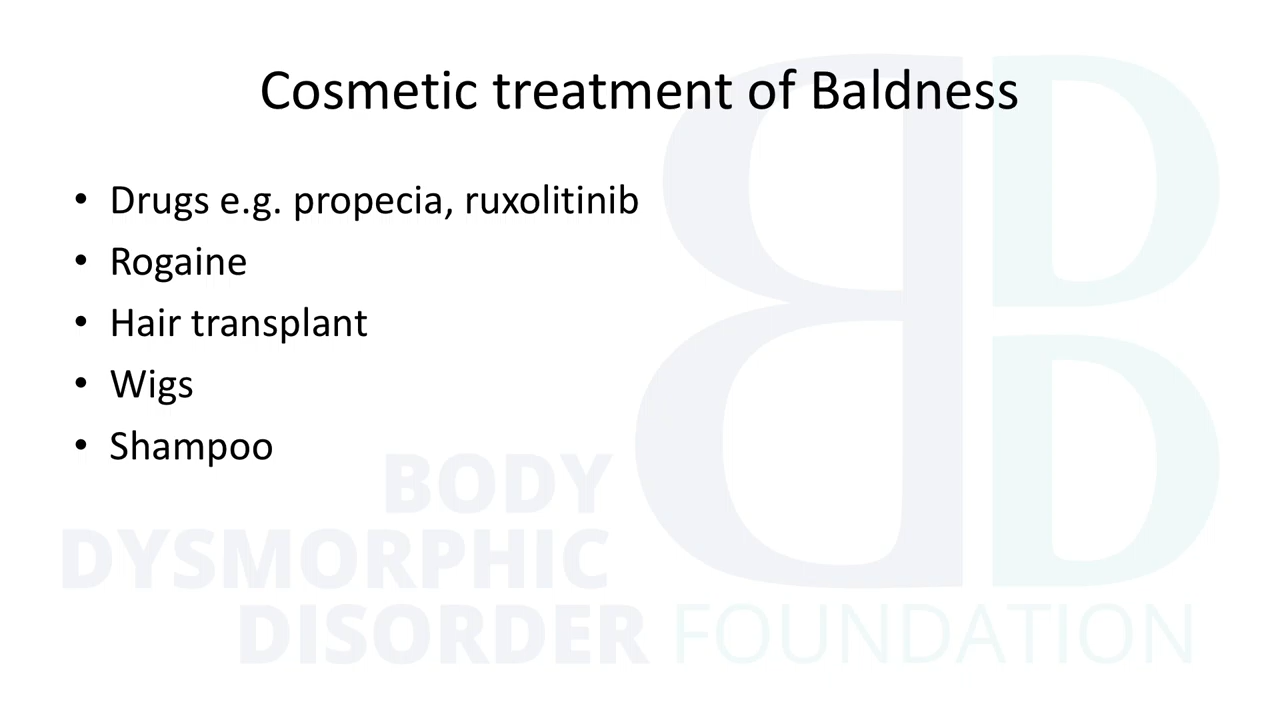 Cosmetic treatment of Baldness
• Drugs e.g. propecia, ruxolitinib
• Rogaine
• Hair transplant
• Wigs
• Shampoo
BODY
DYSMORPHIC
DISORDER FOUNDATION